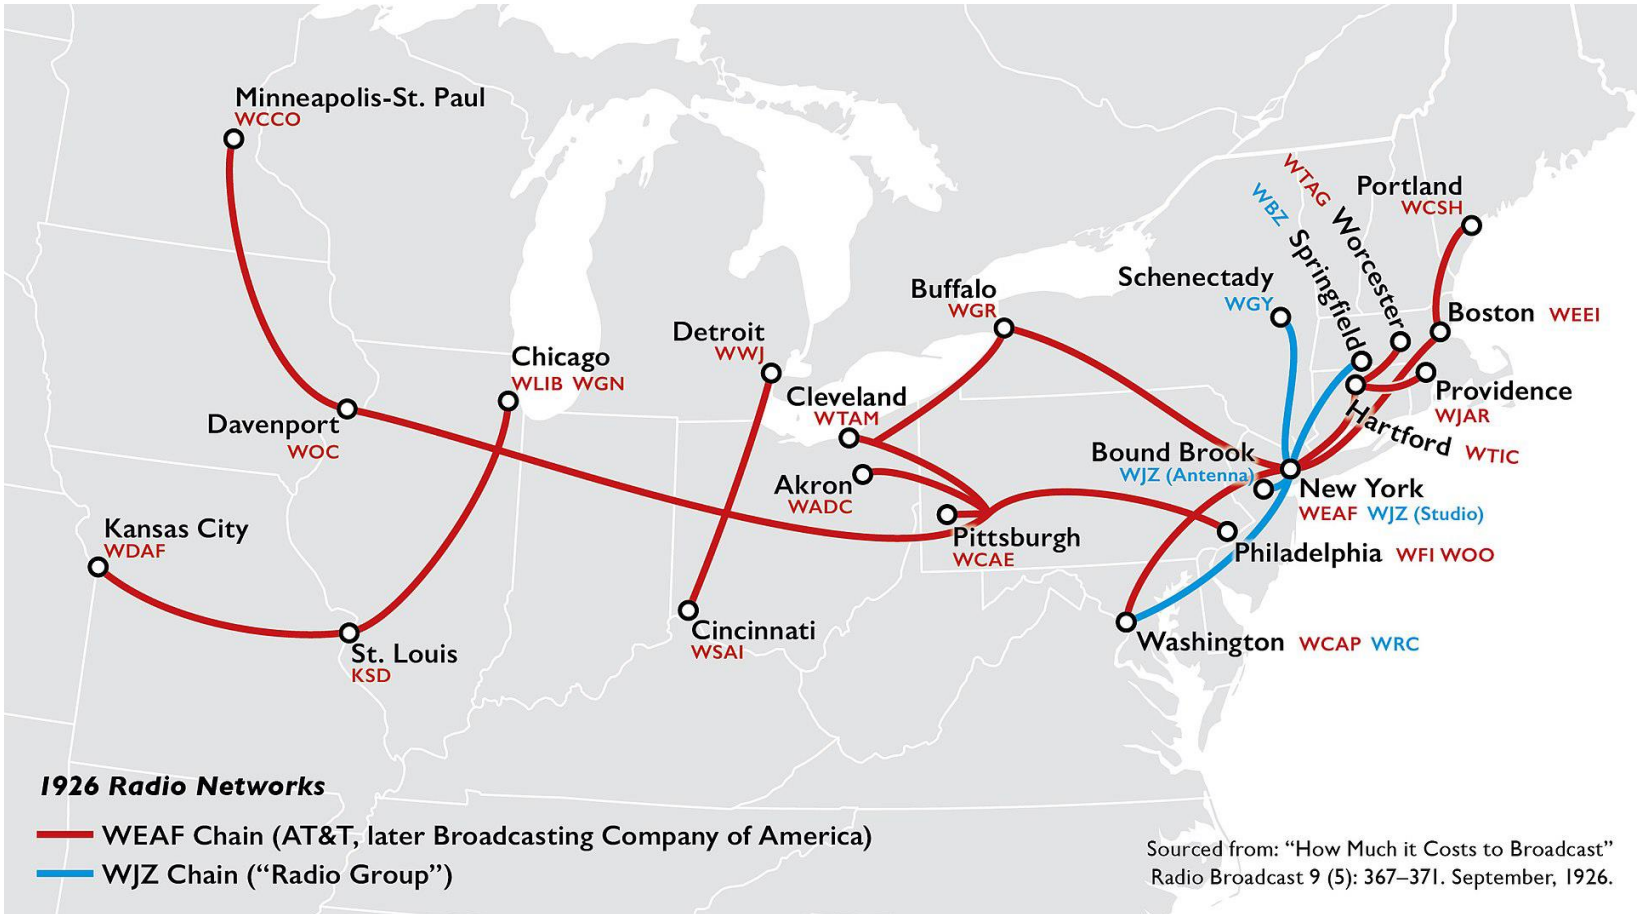 Minneapolis-St. Paul
WCCO
WTAG Worcester
WBZ Springfield
Portland
WCSH
Schenectady
WGY
Buffalo
WGR
Boston WEEI
Detroit
WWJ
Chicago
WLIB WGN
Cleveland
WTAM
Providence
WJAR
Hartford WTIC
Davenport
WOC
Bound Brook
WJZ (Antenna)
Akron
WADC
New York
WEAF WJZ (Studio)
Kansas City
WDAF
Pittsburgh
WCAE
Philadelphia WFI WOO
Cincinnati
WSAI
Washington WCAP WRC
St. Louis
KSD
1926 Radio Networks
WEAF Chain (AT&T, later Broadcasting Company of America)
WJZ Chain (“Radio Group”)
Sourced from: “How Much it Costs to Broadcast”
Radio Broadcast 9 (5): 367–371. September, 1926.